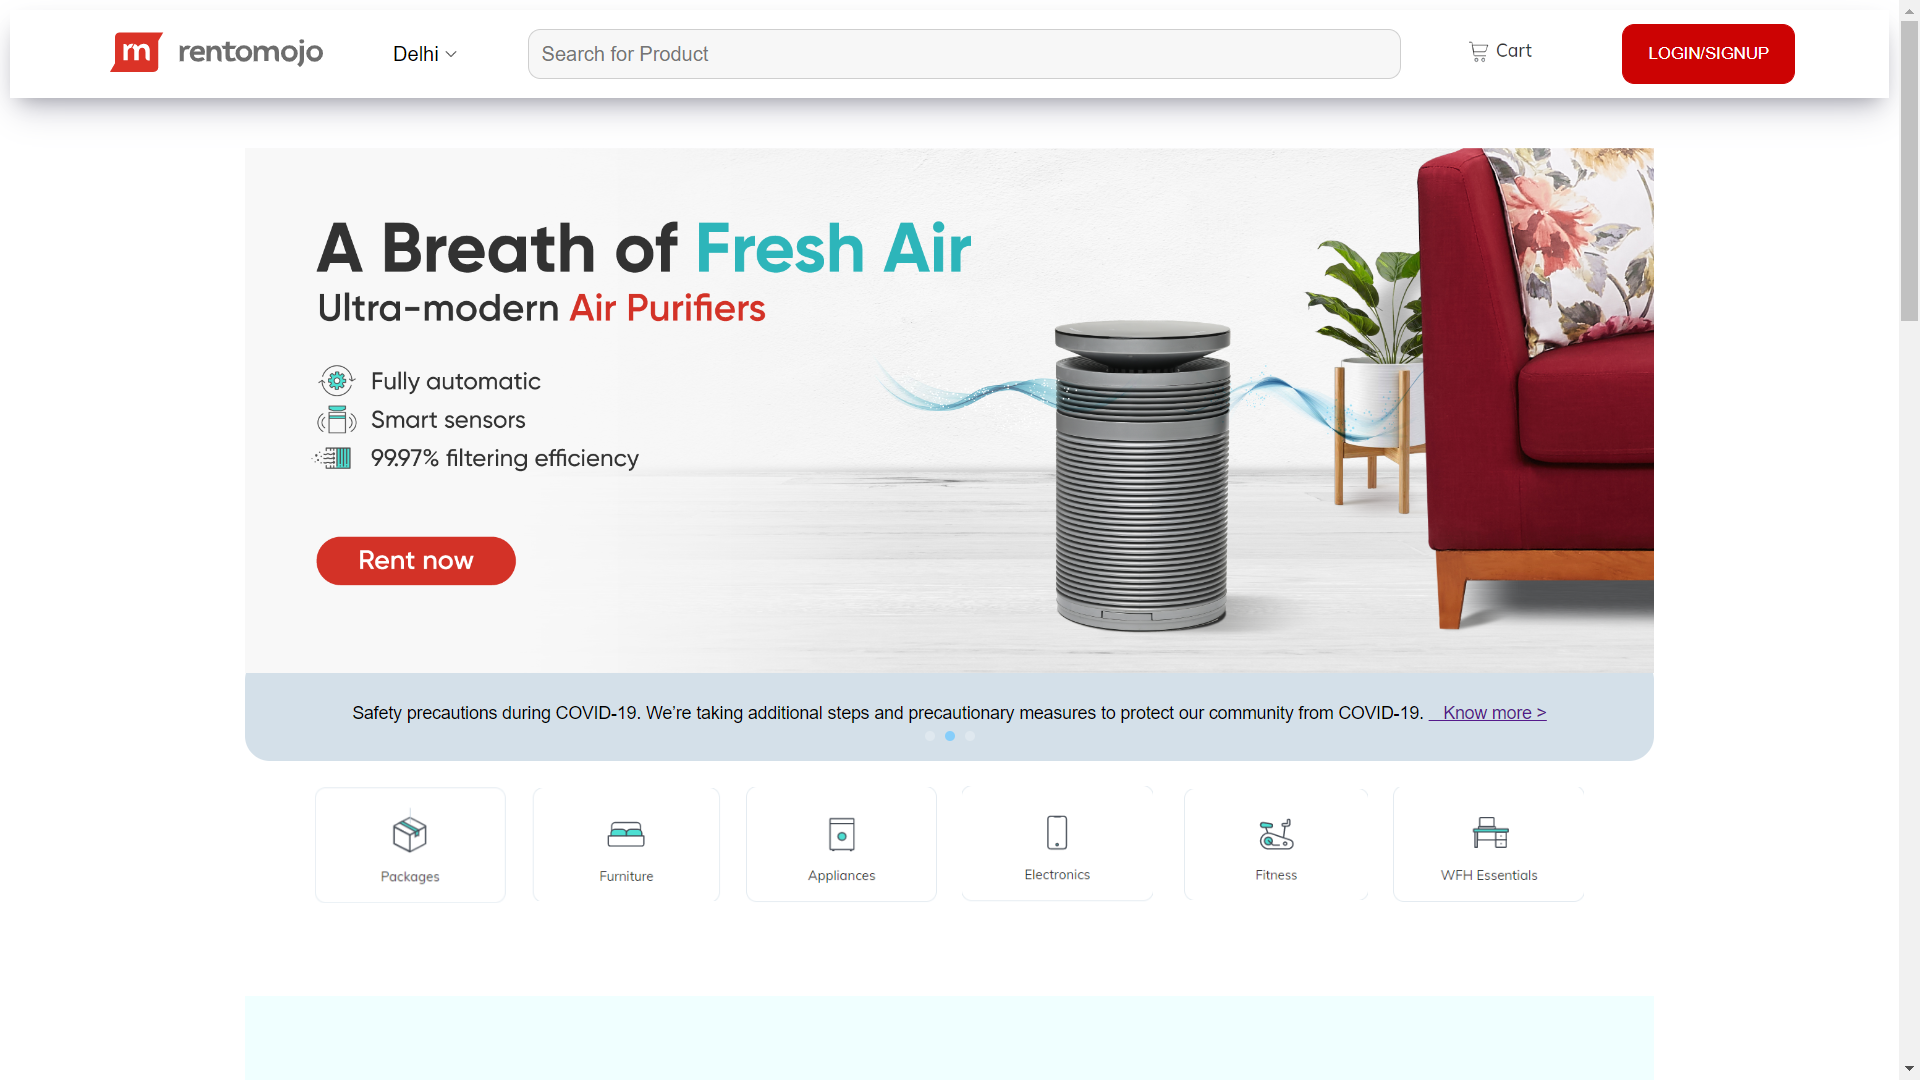 m rentomojo
Delhi
Search for Product
Cart
LOGIN/SIGNUP
A Breath of Fresh Air
Ultra-modern Air Purifiers
Fully automatic
Smart sensors
99.97% filtering efficiency
Rent now
Safety precautions during COVID-19. We’re taking additional steps and precautionary measures to protect our community from COVID-19. Know more >
Packages
Furniture
Appliances
Electronics
Fitness
WFH Essentials